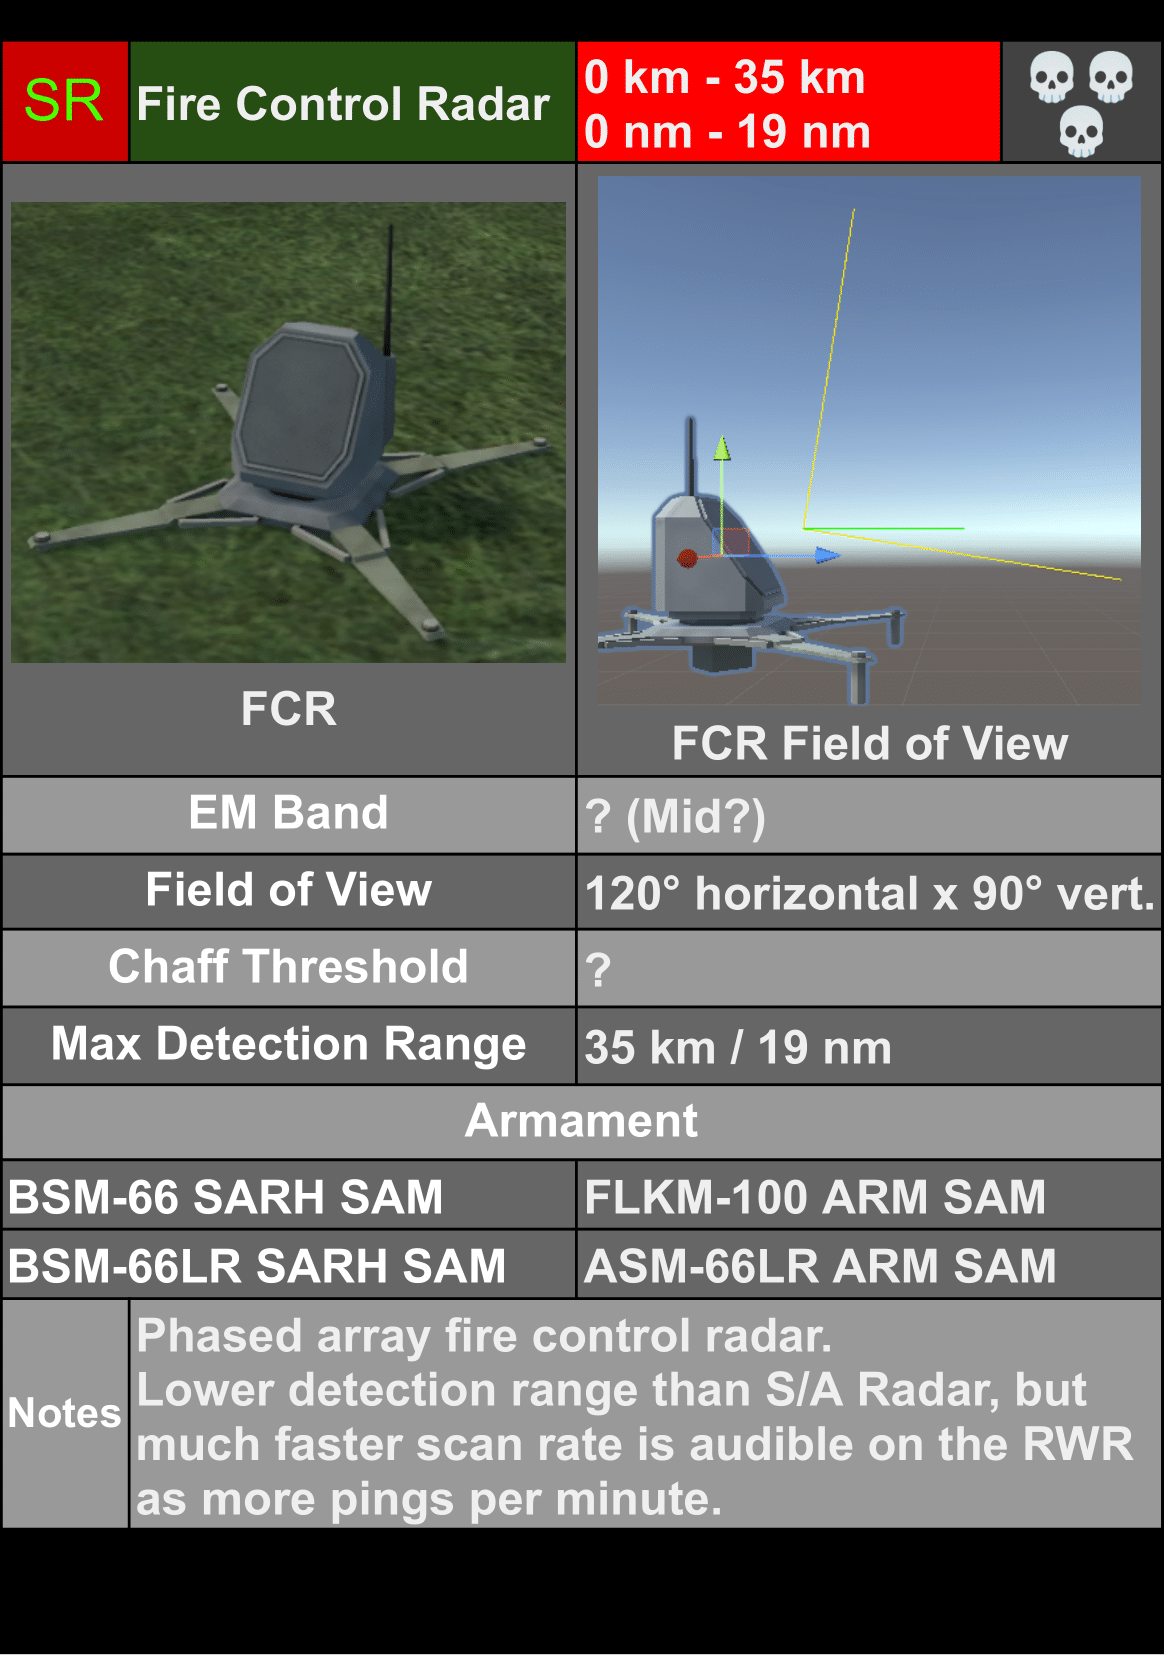 SR
Fire Control Radar
0 km - 35 km
0 nm - 19 nm
FCR
FCR Field of View
EM Band
? (Mid?)
Field of View
120° horizontal x 90° vert.
Chaff Threshold
?
Max Detection Range
35 km / 19 nm
Armament
BSM-66 SARH SAM
FLKM-100 ARM SAM
BSM-66LR SARH SAM
ASM-66LR ARM SAM
Notes
Phased array fire control radar.
Lower detection range than S/A Radar, but
much faster scan rate is audible on the RWR
as more pings per minute.